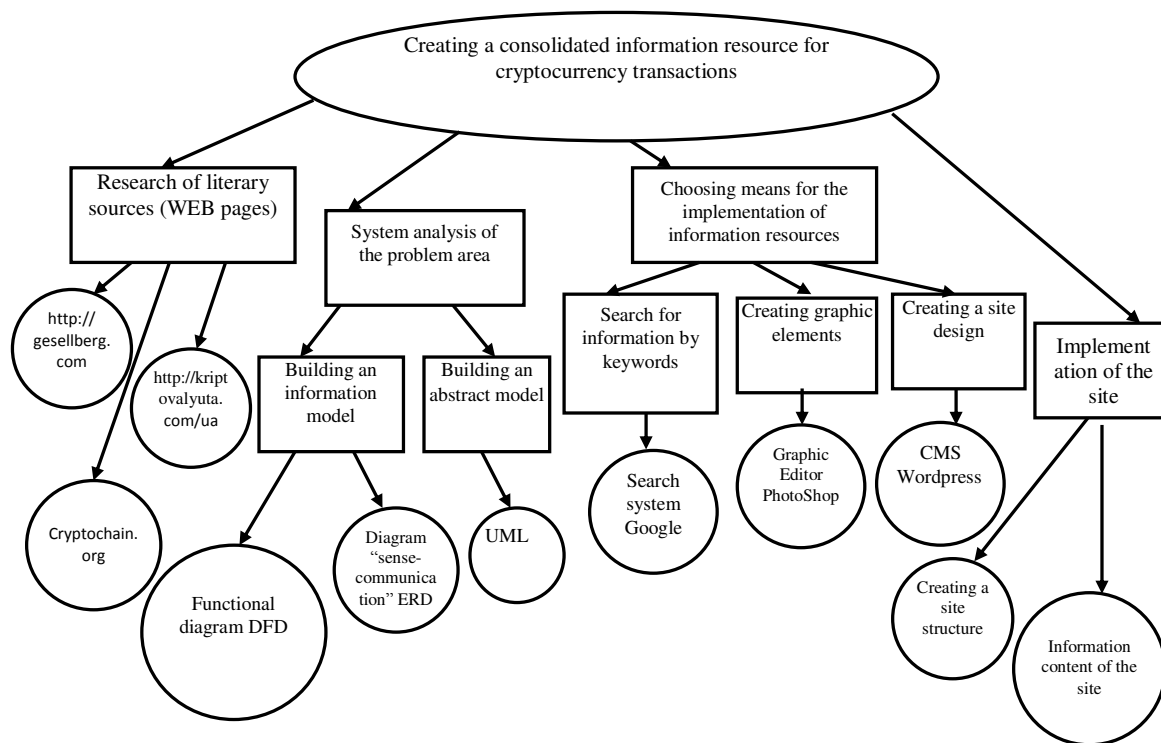 Creating a consolidated information resource for
cryptocurrency transactions
Research of literary
sources (WEB pages)
System analysis of
the problem area
Choosing means for the
implementation of
information resources
http://
gesellberg.
com
http://kript
ovalyuta.
com/ua
Cryptochain.
org
Building an
information
model
Building an
abstract model
Search for
information by
keywords
Creating graphic
elements
Creating a site
design
Implement
ation of the
site
Functional
diagram DFD
Diagram
“sense-
communica
tion” ERD
UML
Search
system
Google
Graphic
Editor
PhotoShop
CMS
Wordpress
Creating a
site
structure
Information
content of the
site